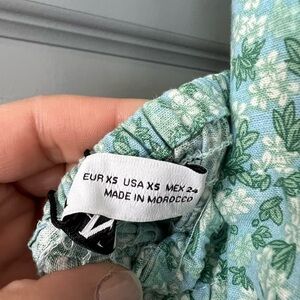 EUR XS USA XS MEX 24
MADE IN MOROCCO